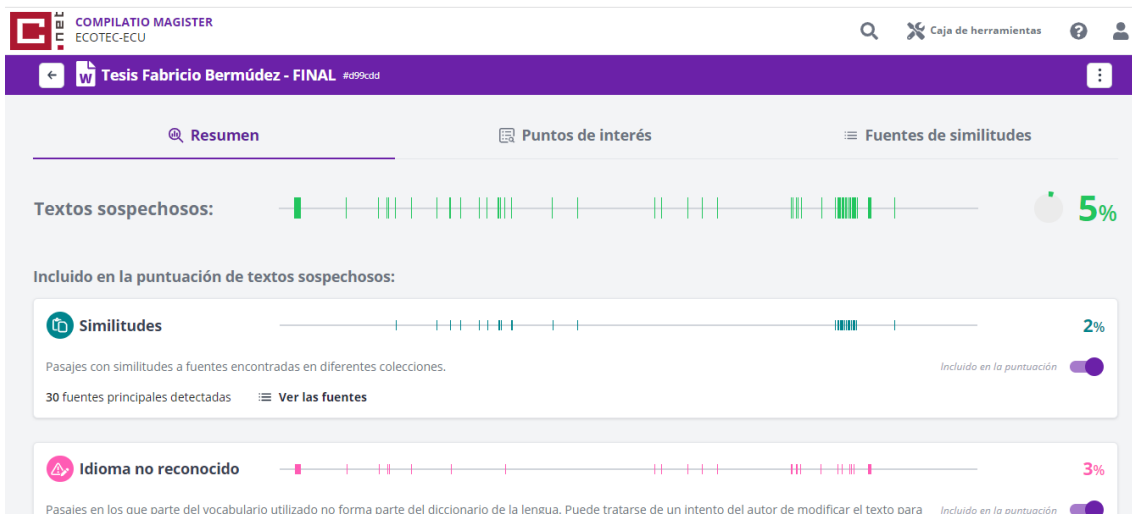 .net
COMPILATIO MAGISTER
ECOTEC-ECU
Caja de herramientas
Tesis Fabricio Bermúdez - FINAL #d99cdd
Resumen
Puntos de interés
Fuentes de similitudes
Textos sospechosos:
5%
Incluido en la puntuación de textos sospechosos:
Similitudes
2%
Pasajes con similitudes a fuentes encontradas en diferentes colecciones.
Incluido en la puntuación
30 fuentes principales detectadas
Ver las fuentes
Idioma no reconocido
3%
Pasajes en los que parte del vocabulario utilizado no forma parte del diccionario de la lengua. Puede tratarse de un intento del autor de modificar el texto para
Incluido en la puntuación